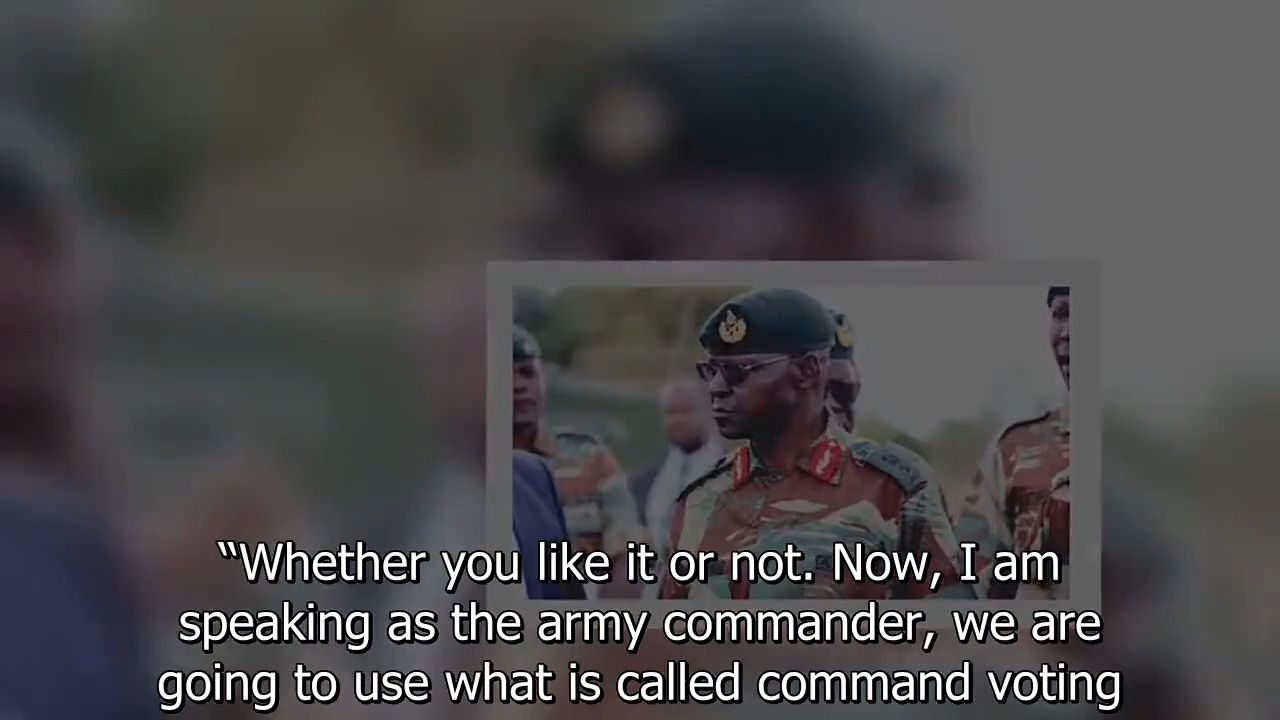 “Whether you like it or not. Now, I am
speaking as the army commander, we are
going to use what is called command voting